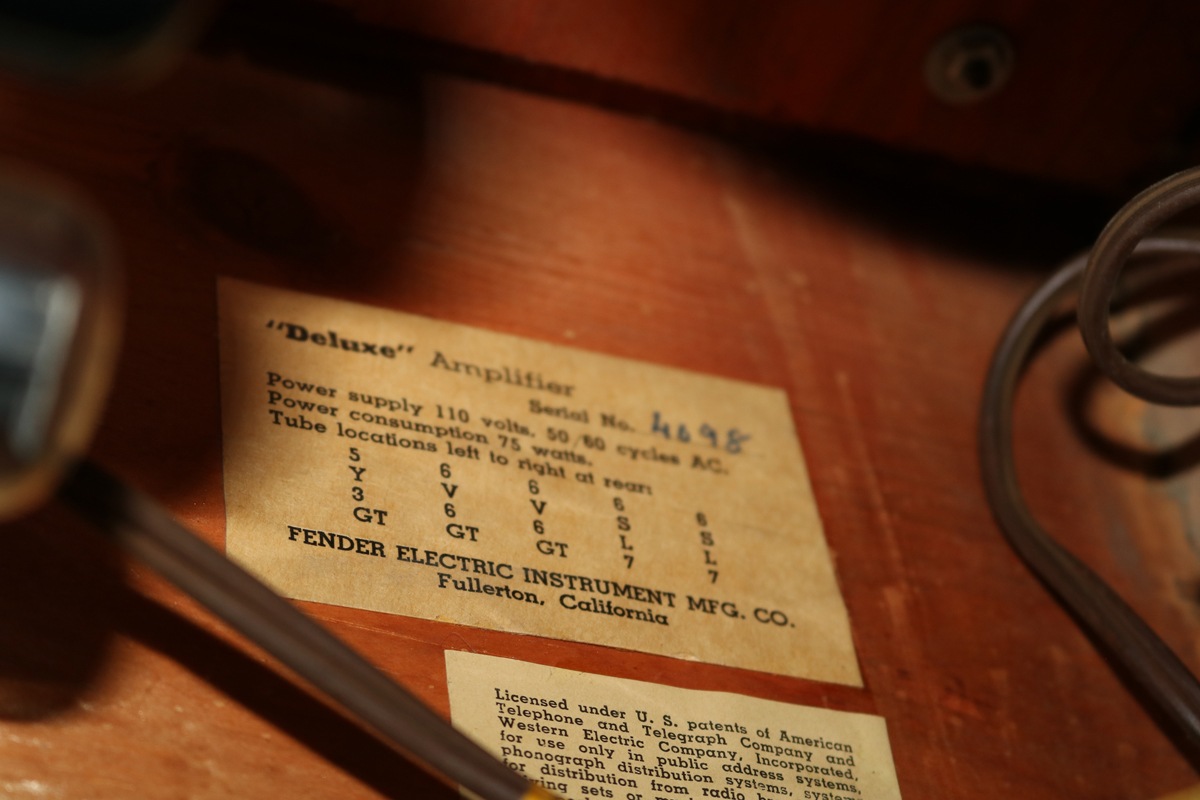 "Deluxe" Amplifier
Serial No. 4698
Power supply 110 volts. 50/60 cycles AC.
Power consumption 75 watts.
Tube locations left to right at rear:
5 6 6 6 6
Y V V S S
3 6 6 L L
GT GT GT 7 7
FENDER ELECTRIC INSTRUMENT MFG. CO.
Fullerton, California
Licensed under U. S. patents of American
Telephone and Telegraph Company and
Western Electric Company, Incorporated,
for use only in public address systems,
phonograph distribution systems, systems
for distribution from radio
sets or